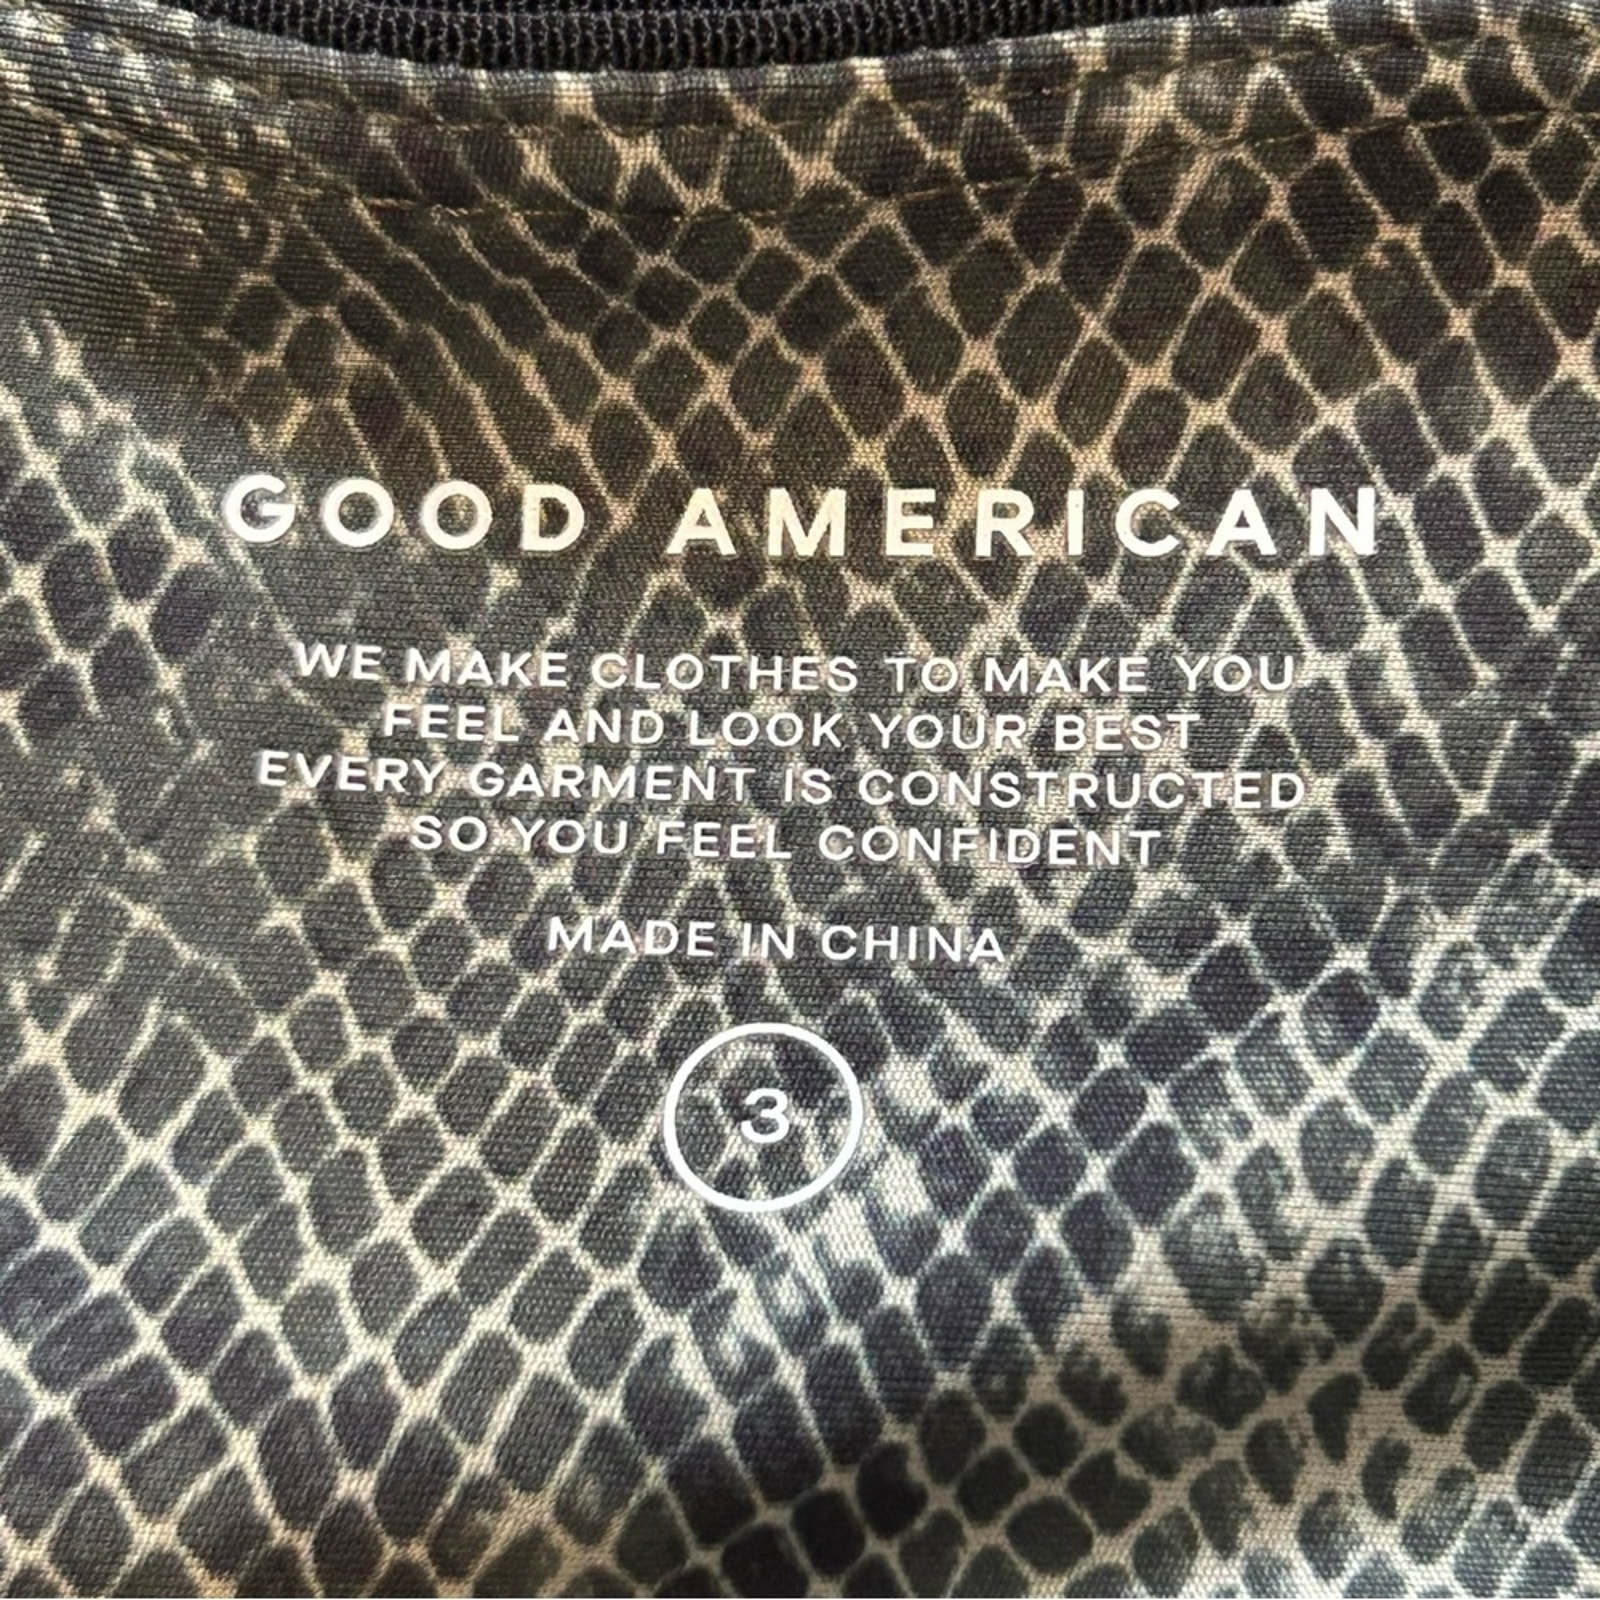 GOOD AMERICAN
WE MAKE CLOTHES TO MAKE YOU
FEEL AND LOOK YOUR BEST
EVERY GARMENT IS CONSTRUCTED
SO YOU FEEL CONFIDENT
MADE IN CHINA
3